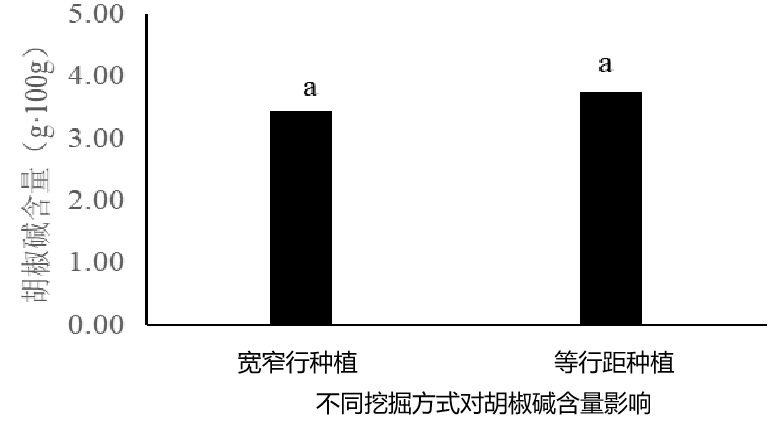 胡椒碱含量（g·100g）
5.00
4.00
3.00
2.00
1.00
0.00
a
a
宽窄行种植
等行距种植
不同挖掘方式对胡椒碱含量影响